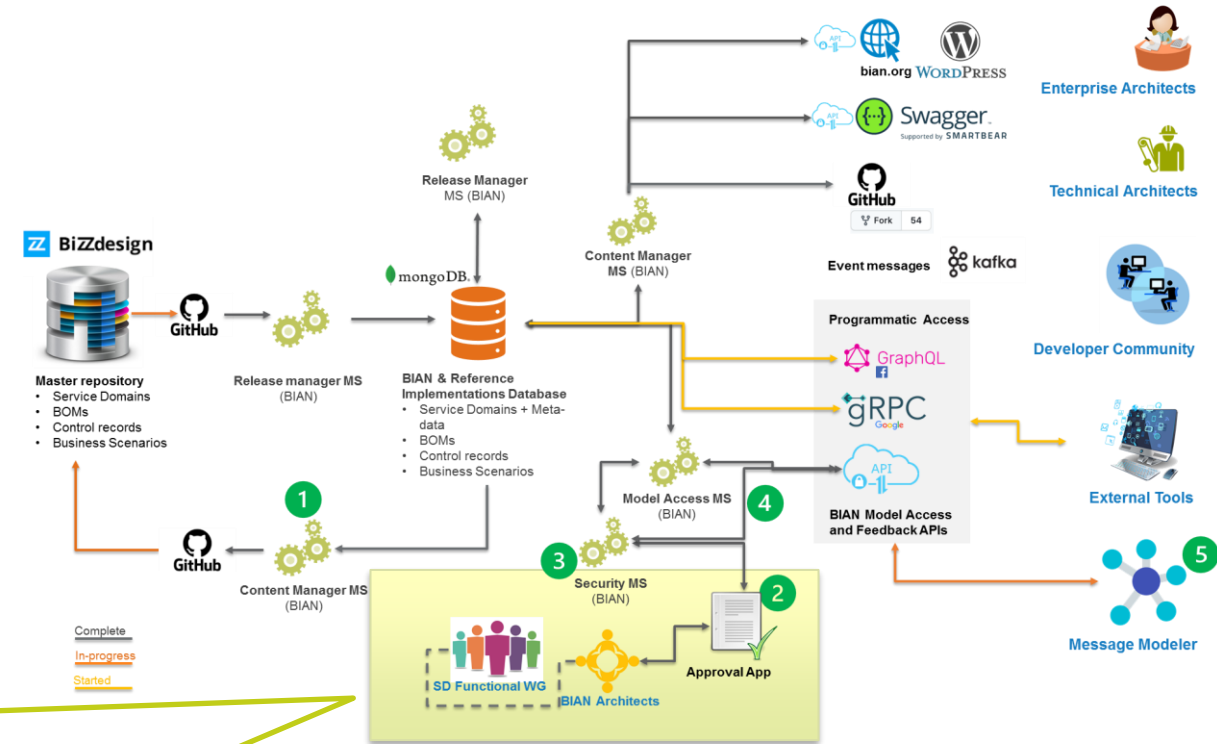 API
bian.org
WORDPRESS
Enterprise Architects
API
{··}
Swagger
Supported by SMARTBEAR
Release Manager
MS (BIAN)
Technical Architects
GitHub
Fork 54
Content Manager
MS (BIAN)
BiZZdesign
mongoDB.
Event messages
kafka
GitHub
Programmatic Access
GraphQL
Developer Community
Master repository
• Service Domains
• BOMs
• Control records
• Business Scenarios
Release manager MS
(BIAN)
BIAN & Reference
Implementations Database
• Service Domains + Meta-
data
• BOMs
• Control records
• Business Scenarios
gRPC
Google
API
External Tools
Model Access MS
(BIAN)
4
BIAN Model Access
and Feedback APIs
1
GitHub
Content Manager MS
(BIAN)
3
Security MS
(BIAN)
2
5
Message Modeler
Complete
In-progress
Started
SD Functional WG
BIAN Architects
Approval App